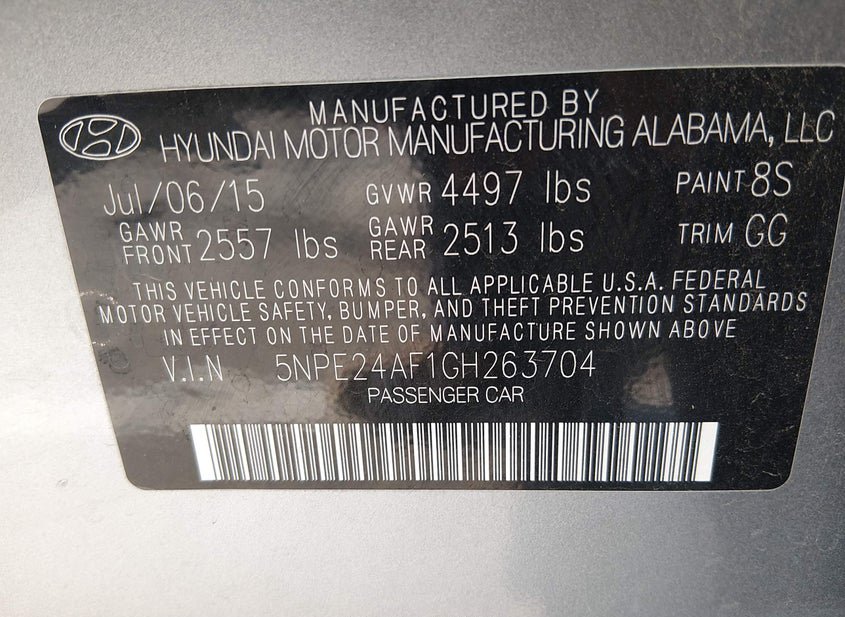 MANUFACTURED BY
HYUNDAI MOTOR MANUFACTURING ALABAMA, LLC
Jul/06/15 GVWR 4497 lbs PAINT 8S
GAWR FRONT 2557 lbs GAWR REAR 2513 lbs TRIM GG
THIS VEHICLE CONFORMS TO ALL APPLICABLE U.S.A. FEDERAL
MOTOR VEHICLE SAFETY, BUMPER, AND THEFT PREVENTION STANDARDS
IN EFFECT ON THE DATE OF MANUFACTURE SHOWN ABOVE
V.I.N 5NPE24AF1GH263704
PASSENGER CAR